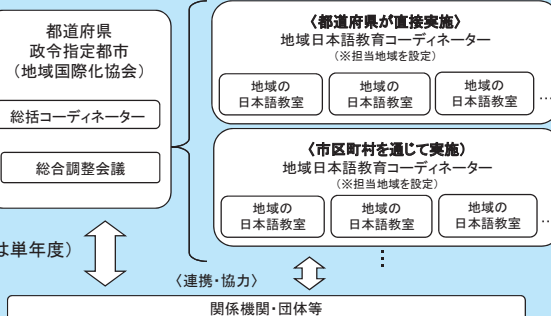 都道府県
政令指定都市
（地域国際化協会）
総括コーディネーター
総合調整会議
〈都道府県が直接実施〉
地域日本語教育コーディネーター
（※担当地域を設定）
地域の
日本語教室
地域の
日本語教室
地域の
日本語教室
…
〈市区町村を通じて実施〉
地域日本語教育コーディネーター
（※担当地域を設定）
地域の
日本語教室
地域の
日本語教室
地域の
日本語教室
…
は単年度）
〈連携・協力〉
関係機関・団体等